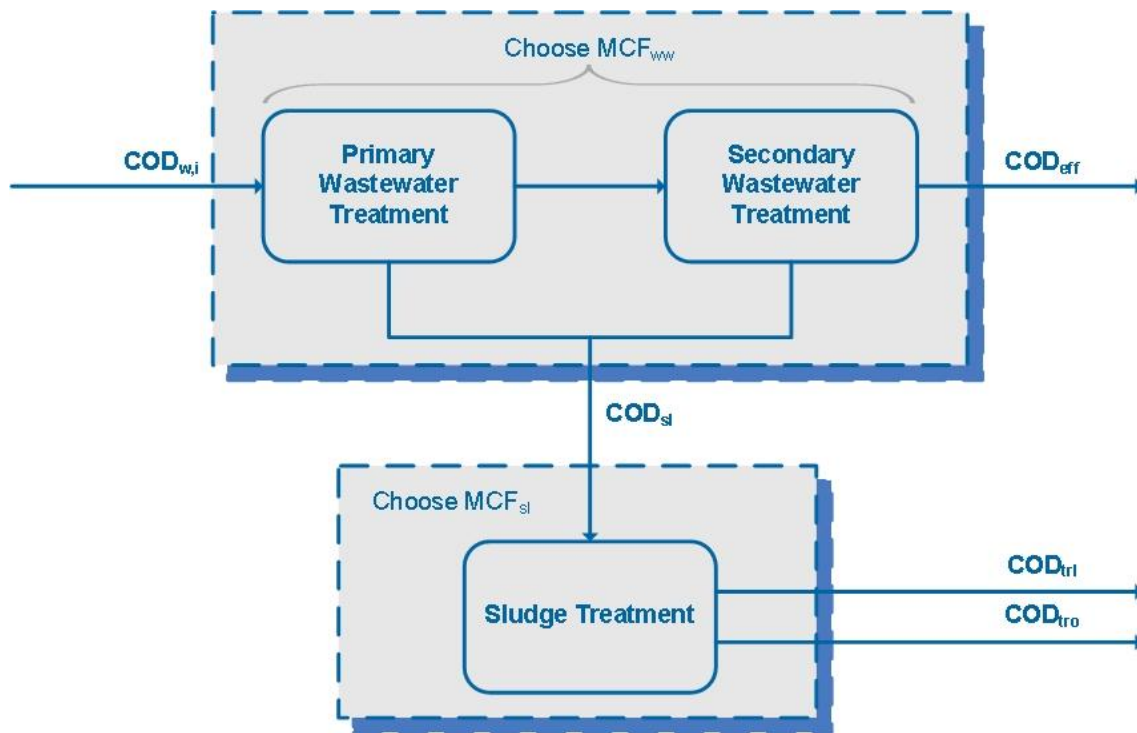 Choose MCFww
CODw,i
Primary
Wastewater
Treatment
Secondary
Wastewater
Treatment
CODeff
CODsl
Choose MCFsl
Sludge Treatment
CODtrl
CODtro